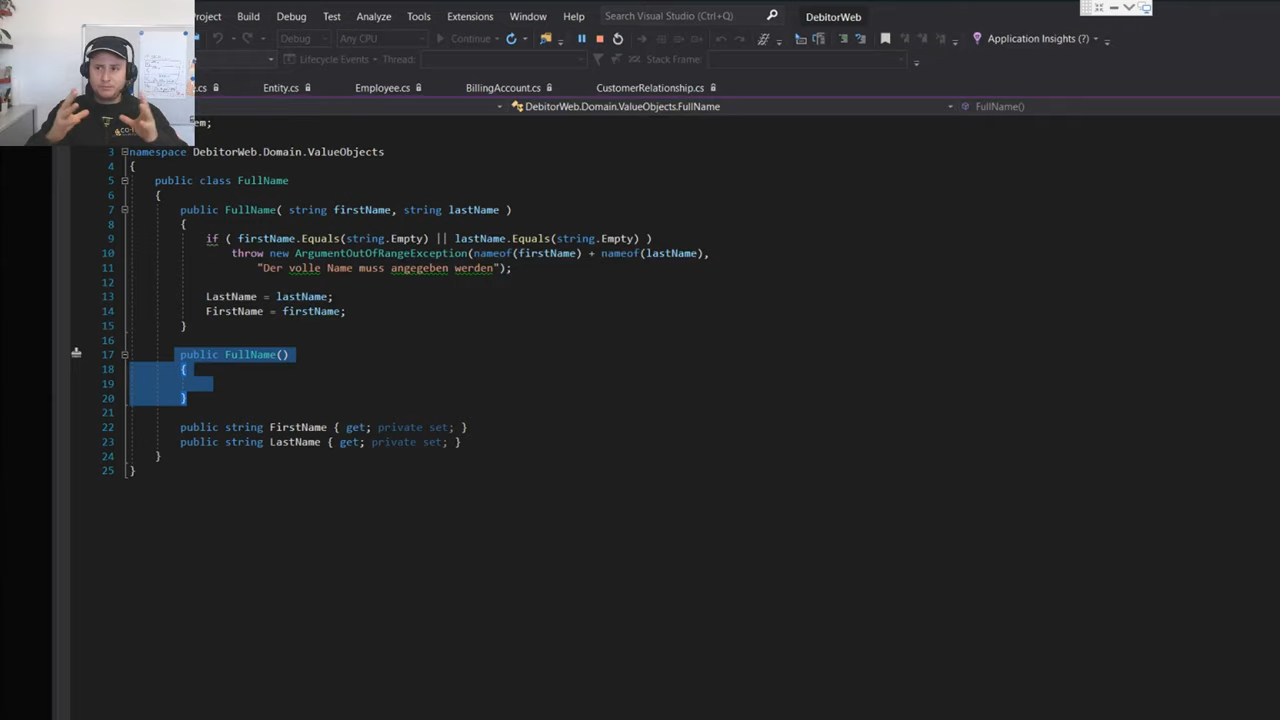 Project Build Debug Test Analyze Tools Extensions Window Help Search Visual Studio (Ctrl+Q) DebitorWeb
Debug Any CPU Continue Application Insights (?)
Lifecycle Events Thread: Stack Frame:
.cs Entity.cs Employee.cs BillingAccount.cs CustomerRelationship.cs
DebitorWeb.Domain.ValueObjects.FullName FullName()
em;
3 namespace DebitorWeb.Domain.ValueObjects
4 {
5 public class FullName
6 {
7 public FullName( string firstName, string lastName )
8 {
9 if ( firstName.Equals(string.Empty) || lastName.Equals(string.Empty) )
10 throw new ArgumentOutOfRangeException(nameof(firstName) + nameof(lastName),
11 "Der volle Name muss angegeben werden");
12
13 LastName = lastName;
14 FirstName = firstName;
15 }
16
17 public FullName()
18 {
19
20 }
21
22 public string FirstName { get; private set; }
23 public string LastName { get; private set; }
24 }
25 }